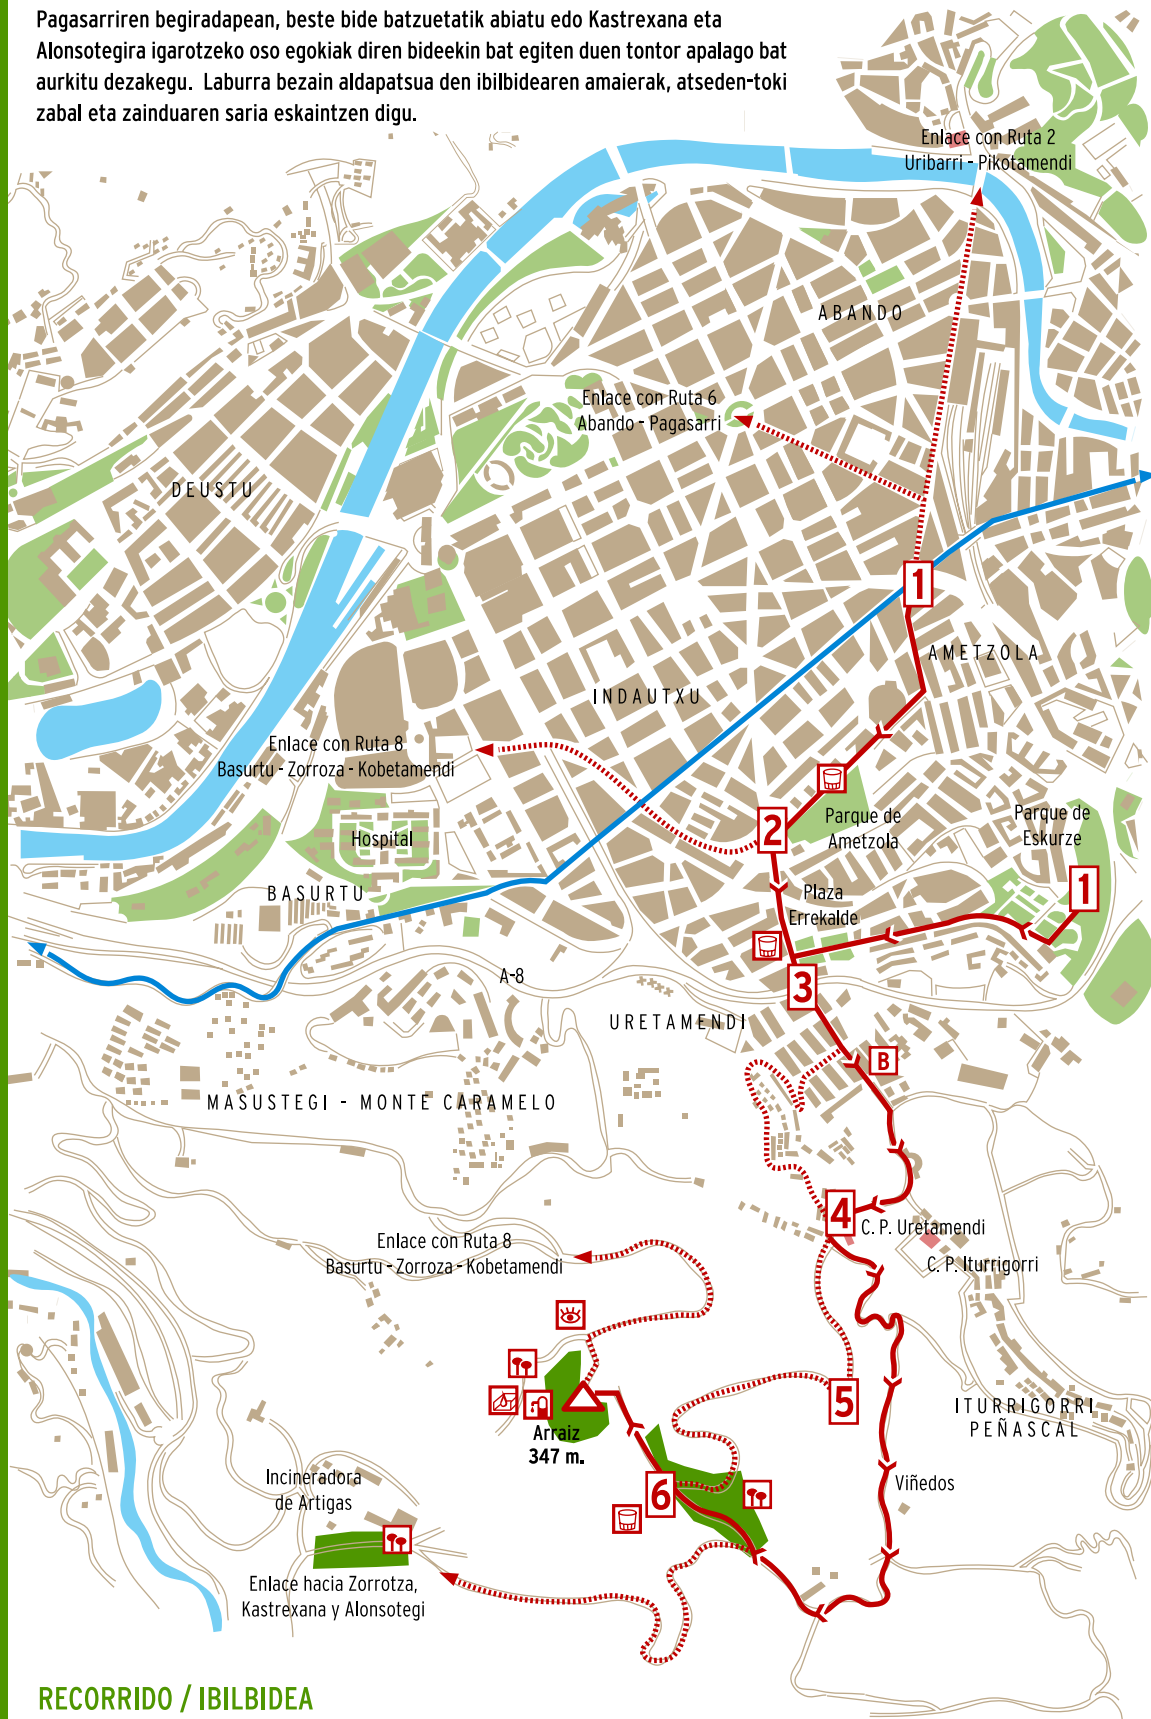 Pagasarriren begiradapean, beste bide batzuetatik abiatu edo Kastrexana eta
Alonsotegira igarotzeko oso egokiak diren bideekin bat egiten duen tontor apalago bat
aurkitu dezakegu. Laburra bezain aldapatsua den ibilbidearen amaierak, atseden-toki
zabal eta zainduaren saria eskaintzen digu.
Enlace con Ruta 2
Uribarri - Pikotamendi
ABANDO
Enlace con Ruta 6
Abando - Pagasarri
DEUSTU
1
AMETZOLA
INDAUTXU
Enlace con Ruta 8
Basurtu - Zorroza - Kobetamendi
Parque de
Ametzola
Parque de
Eskurze
2
Hospital
BASURTU
Plaza
Errekalde
1
A-8
3
URETAMENDI
B
MASUSTEGI - MONTE CARAMELO
4
C. P. Uretamendi
Enlace con Ruta 8
Basurtu - Zorroza - Kobetamendi
C. P. Iturrigorri
5
ITURRIGORRI
PEÑASCAL
Arraiz
347 m.
Incineradora
de Artigas
6
Viñedos
Enlace hacia Zorrotza,
Kastrexana y Alonsotegi
RECORRIDO / IBILBIDEA